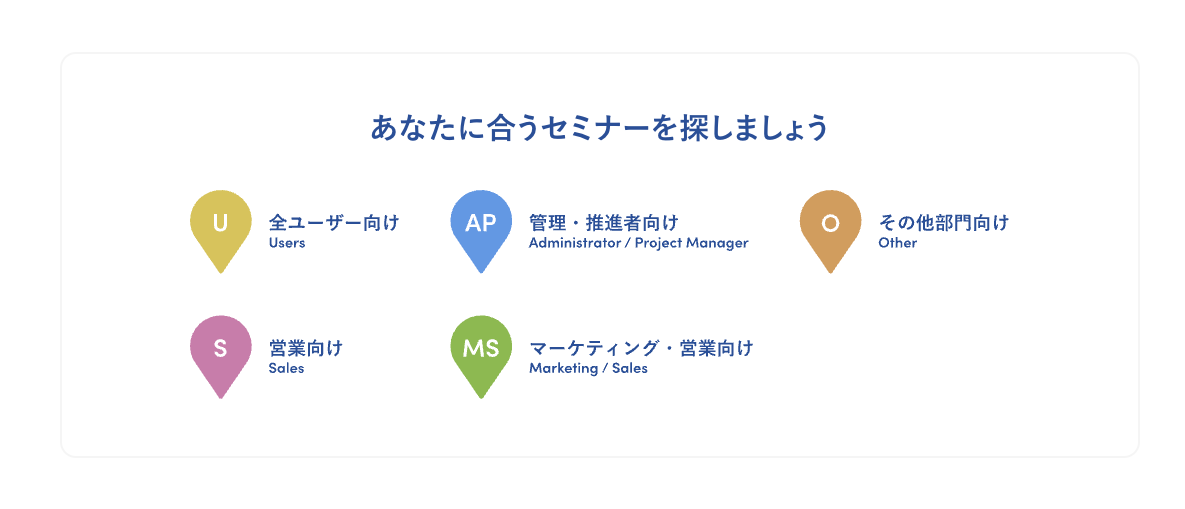 あなたに合うセミナーを探しましょう
U
全ユーザー向け
Users
AP
管理・推進者向け
Administrator / Project Manager
O
その他部門向け
Other
S
営業向け
Sales
MS
マーケティング・営業向け
Marketing / Sales